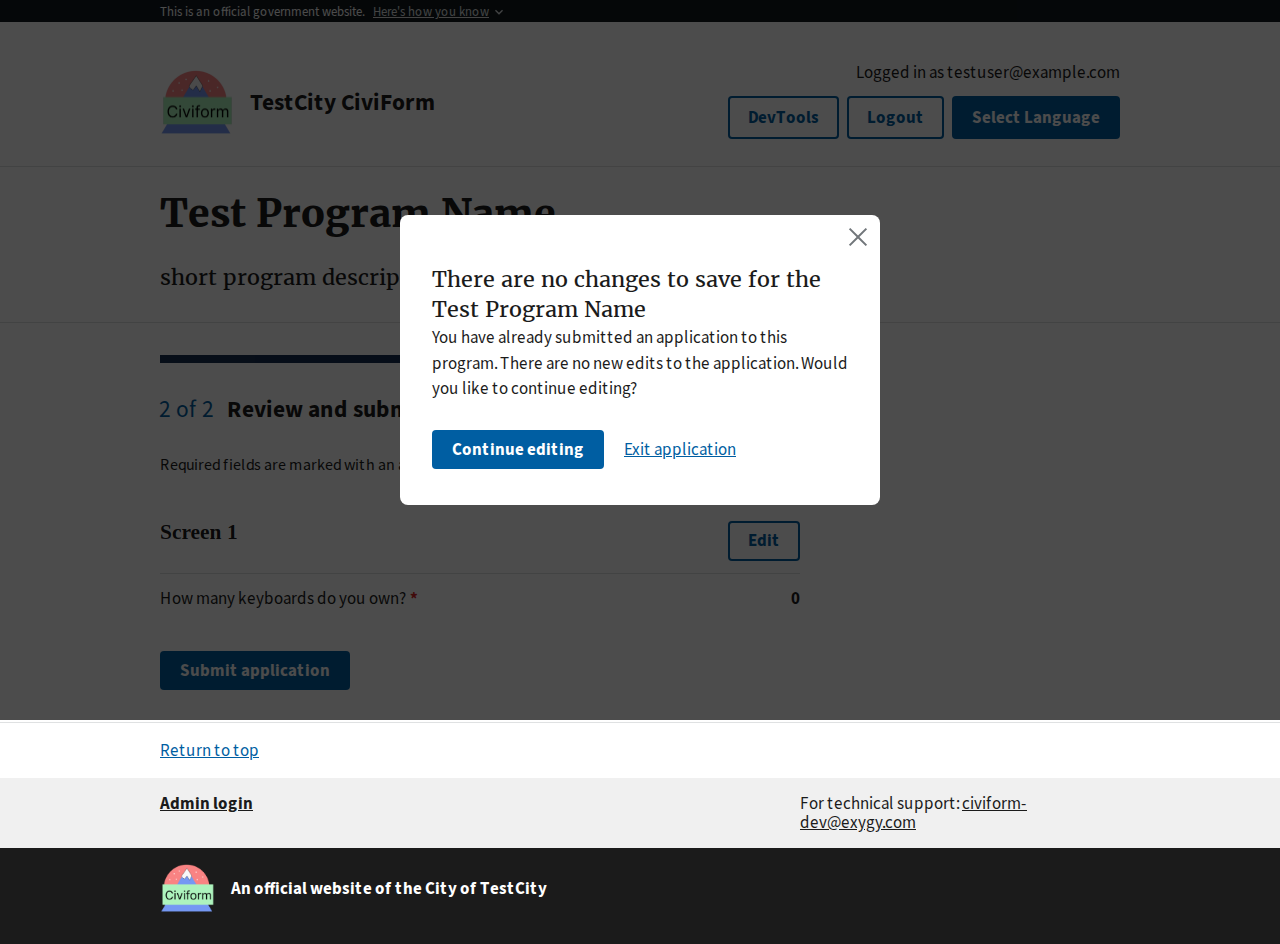 This is an official government website. Here's how you know
Logged in as testuser@example.com
Civiform
TestCity CiviForm
DevTools
Logout
Select Language
Test Program Name
short program descrip
There are no changes to save for the
Test Program Name
You have already submitted an application to this
program. There are no new edits to the application. Would
you like to continue editing?
Continue editing
Exit application
2 of 2 Review and subm
Required fields are marked with an
Screen 1
Edit
How many keyboards do you own? *
0
Submit application
Return to top
Admin login
For technical support: civiform-
dev@exygy.com
Civiform
An official website of the City of TestCity